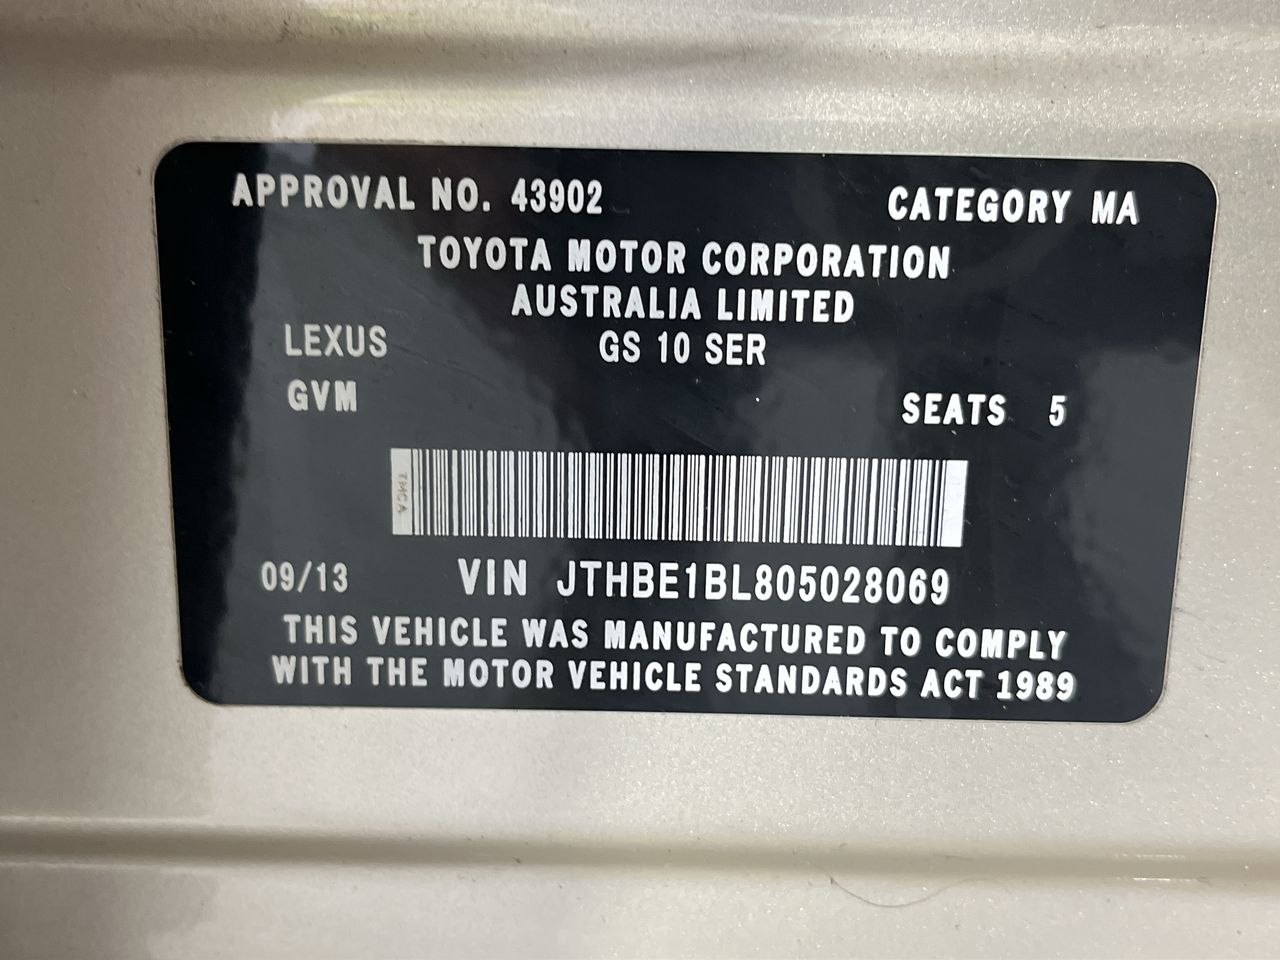 APPROVAL NO. 43902 CATEGORY MA
TOYOTA MOTOR CORPORATION
AUSTRALIA LIMITED
LEXUS GS 10 SER
GVM SEATS 5
TMCA
09/13 VIN JTHBE1BL805028069
THIS VEHICLE WAS MANUFACTURED TO COMPLY
WITH THE MOTOR VEHICLE STANDARDS ACT 1989